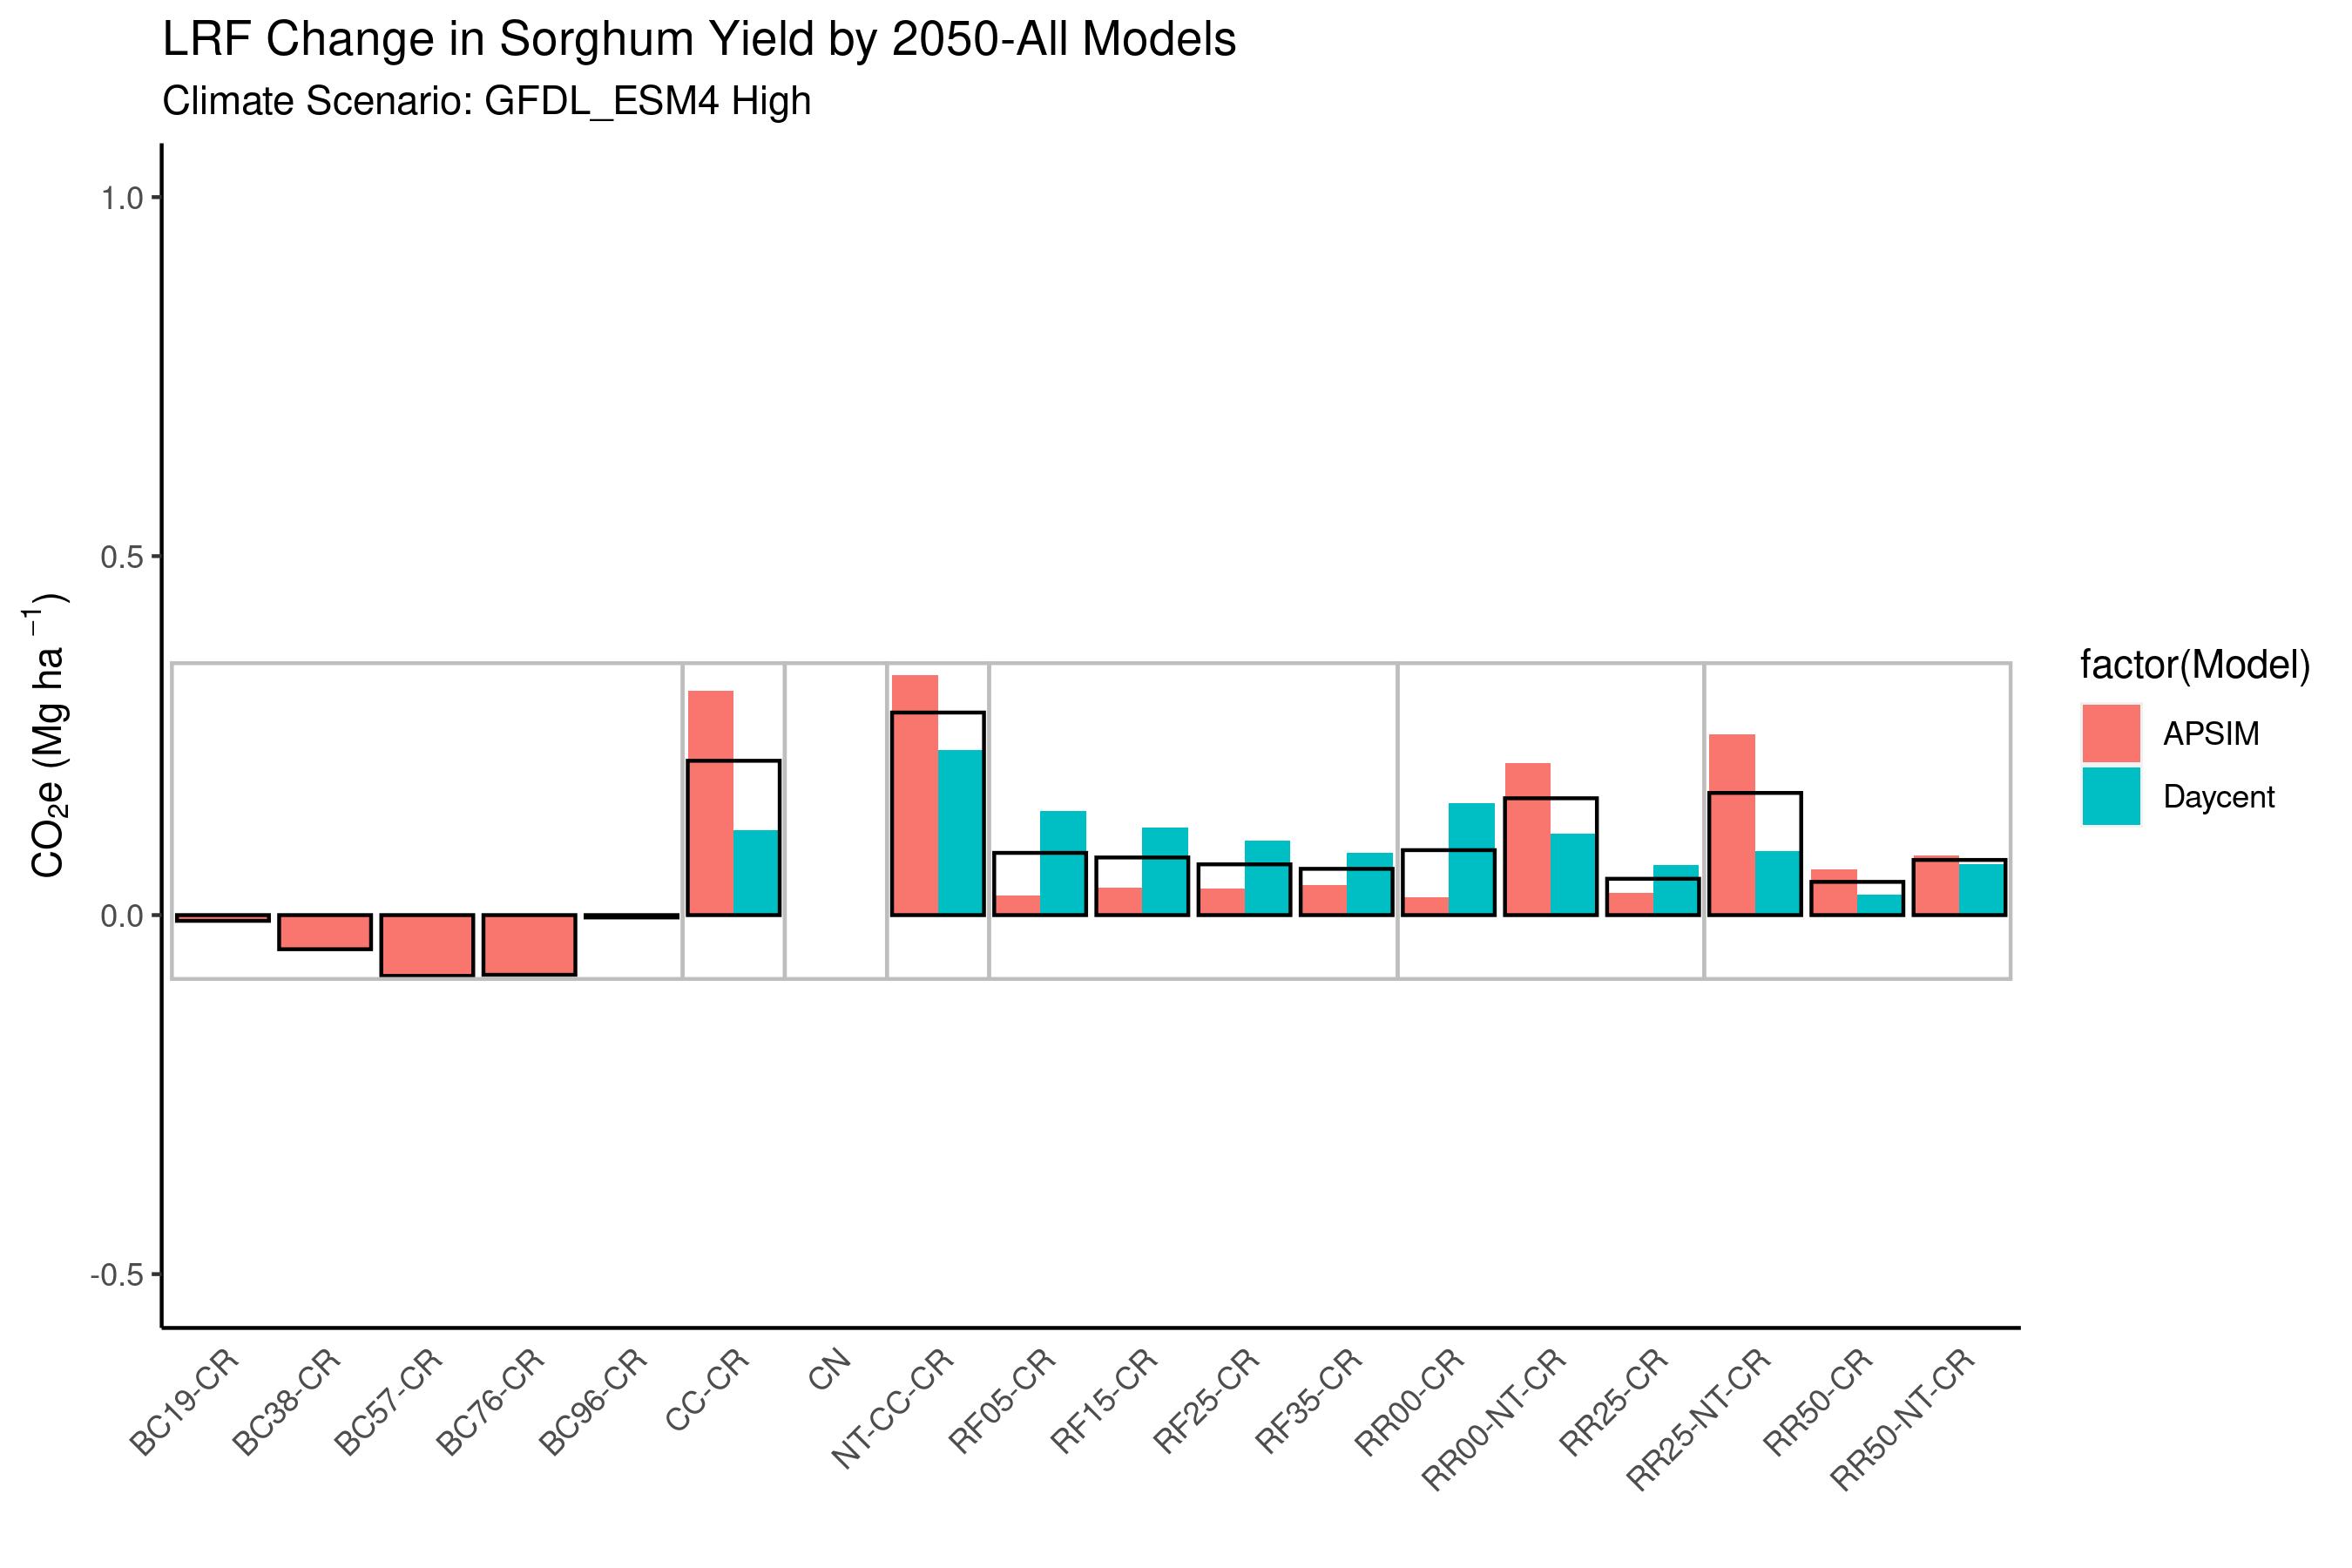 LRF Change in Sorghum Yield by 2050-All Models
Climate Scenario: GFDL_ESM4 High
CO₂e (Mg ha ⁻¹)
1.0
0.5
0.0
-0.5
BC19-CR
BC38-CR
BC57-CR
BC76-CR
BC96-CR
CC-CR
CN
NT-CC-CR
RF05-CR
RF15-CR
RF25-CR
RF35-CR
RR00-CR
RR00-NT-CR
RR25-CR
RR25-NT-CR
RR50-CR
RR50-NT-CR
factor(Model)
APSIM
Daycent